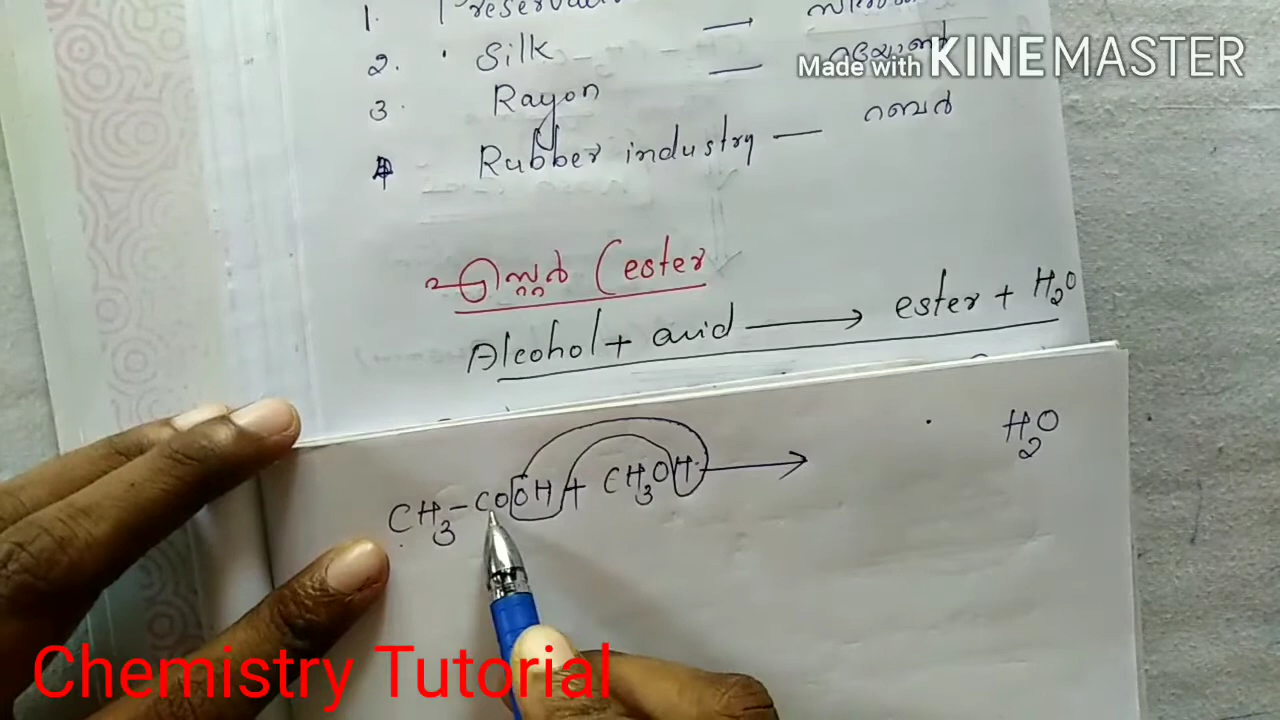 1.
2. Silk
3. Rayon
4 Rubber industry — റബർ
Made with KINEMASTER
എസ്റ്റർ (ester
Alcohol + acid → ester + H₂O
CH₃-COOH + CH₃OH → H₂O
Chemistry Tutorial